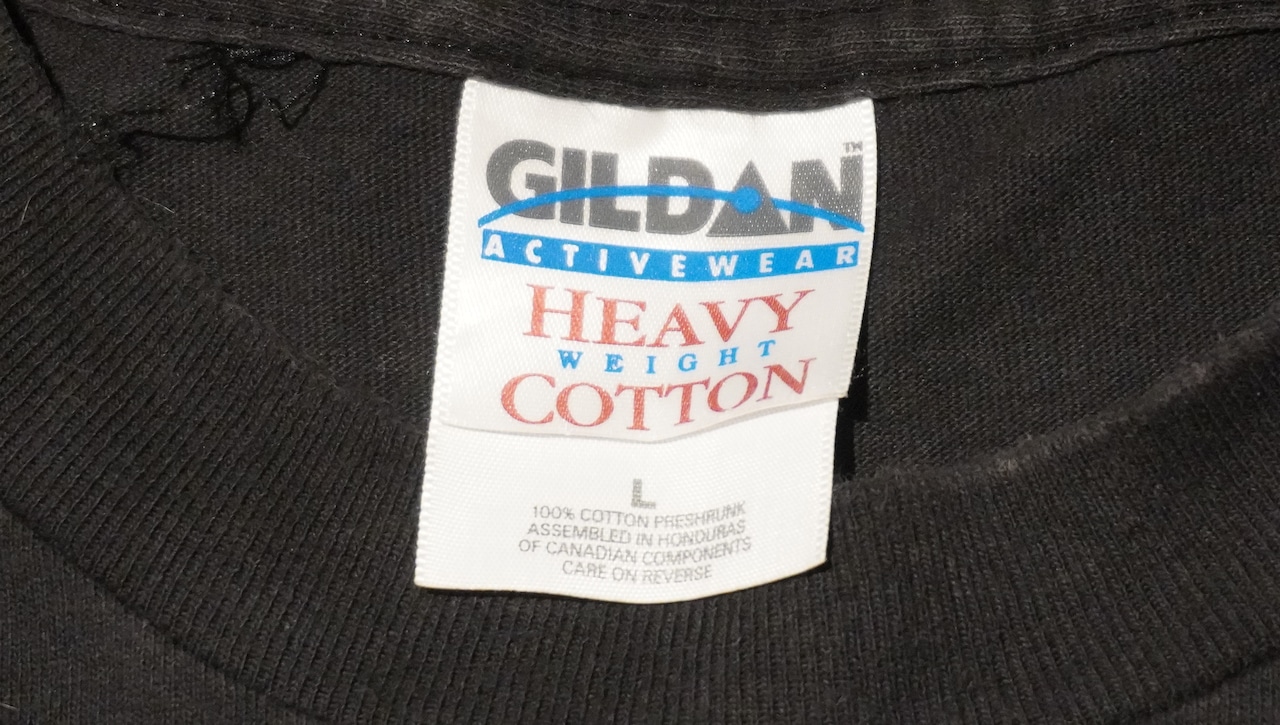 GILDAN™
ACTIVEWEAR
HEAVY
WEIGHT
COTTON
L
100% COTTON PRESHRUNK
ASSEMBLED IN HONDURAS
OF CANADIAN COMPONENTS
CARE ON REVERSE